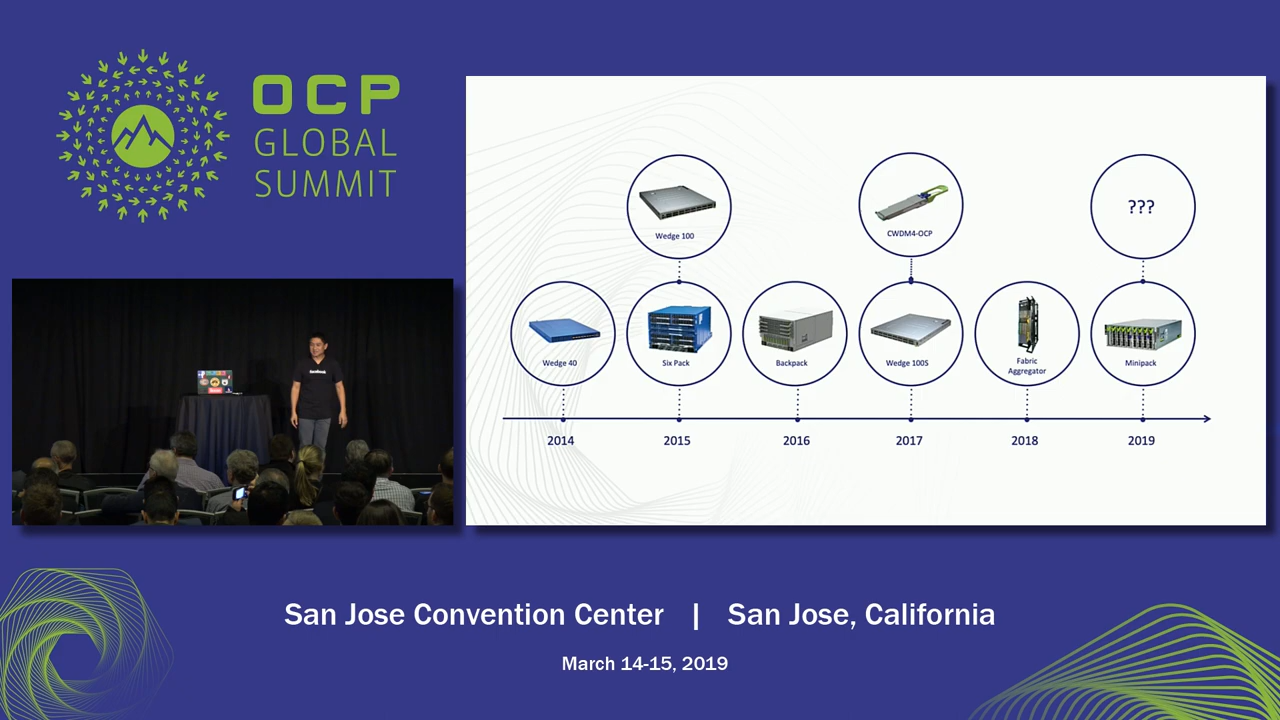 OCP
GLOBAL
SUMMIT
Wedge 100
CWDM4-OCP
???
Wedge 40
Six Pack
Backpack
Wedge 100S
Fabric
Aggregator
Minipack
2014
2015
2016
2017
2018
2019
facebook
San Jose Convention Center | San Jose, California
March 14-15, 2019